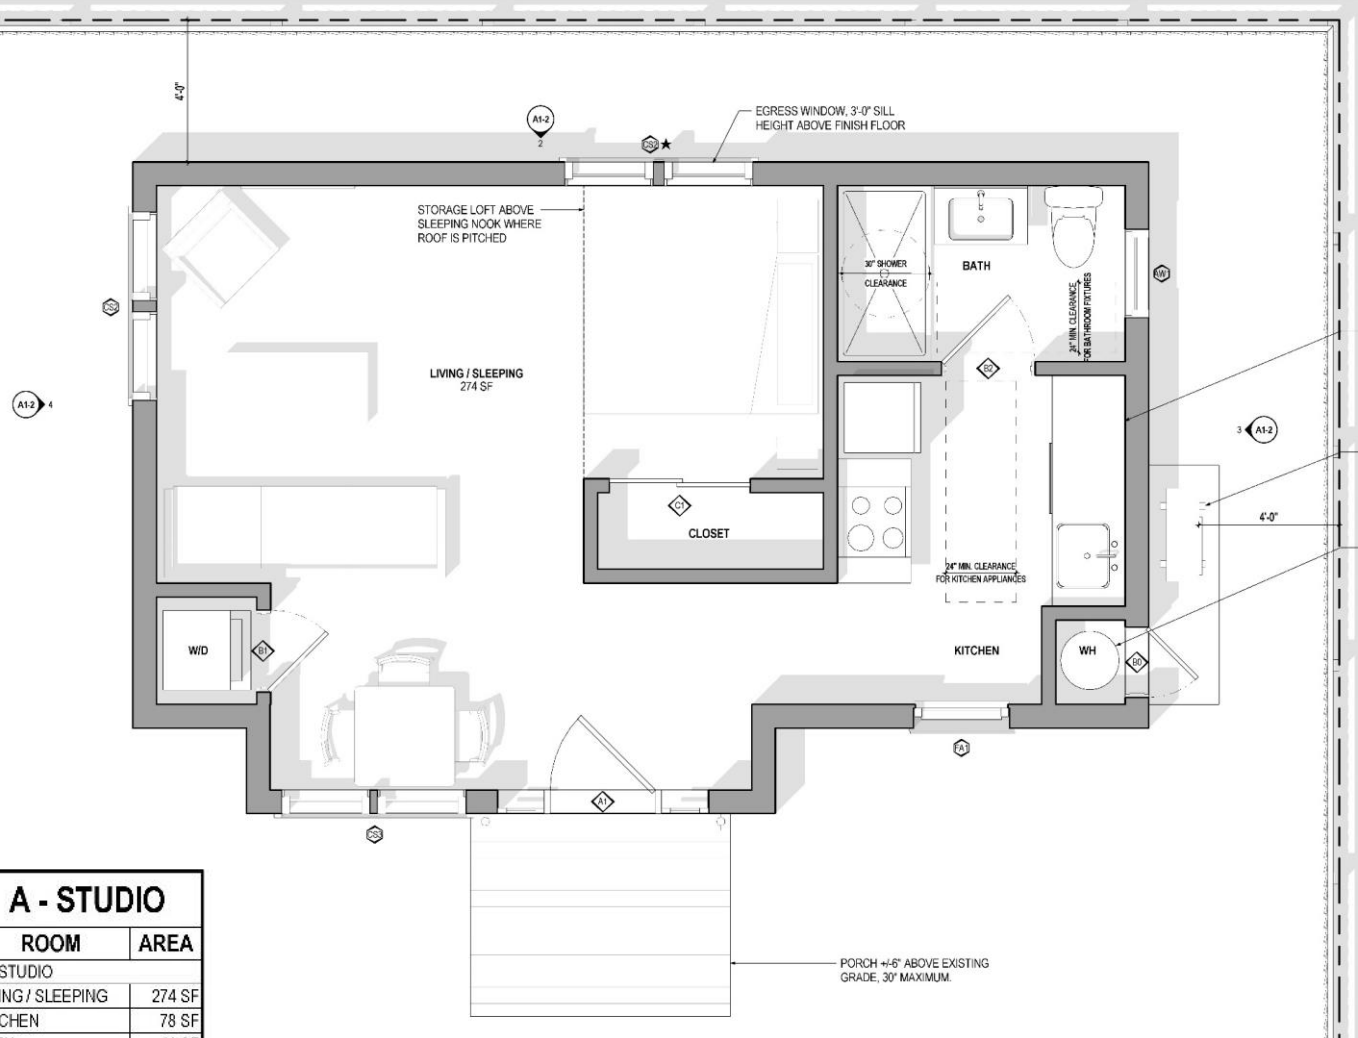 4'-0"
A1-2
2
CS2 ★
EGRESS WINDOW, 3'-0" SILL
HEIGHT ABOVE FINISH FLOOR
STORAGE LOFT ABOVE
SLEEPING NOOK WHERE
ROOF IS PITCHED
30" SHOWER
CLEARANCE
BATH
24" MIN. CLEARANCE
FOR BATHROOM FIXTURES
AW1
CS2
LIVING / SLEEPING
274 SF
B2
A1-2 4
3 A1-2
C1
CLOSET
4'-0"
24" MIN. CLEARANCE
FOR KITCHEN APPLIANCES
W/D
B1
KITCHEN
WH
B0
FA1
A1
CS3
A - STUDIO
ROOM AREA
STUDIO
NG / SLEEPING 274 SF
CHEN 78 SF
PORCH +/-6" ABOVE EXISTING
GRADE, 30" MAXIMUM.